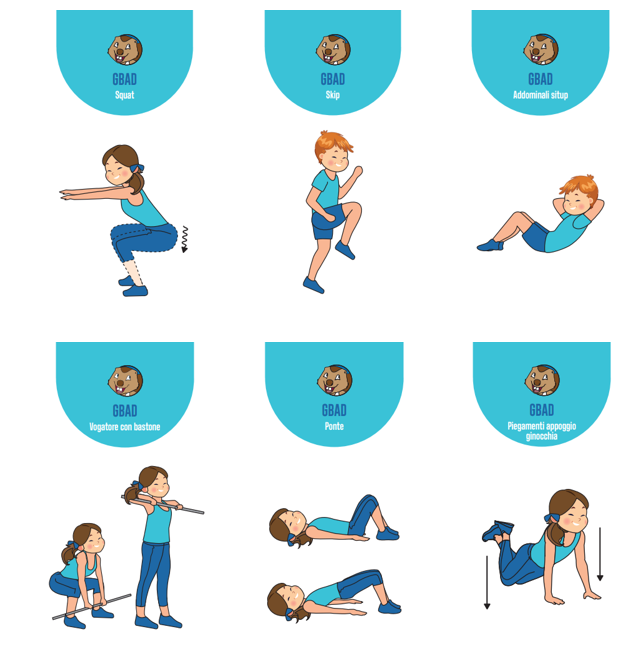 GBAD
Squat
GBAD
Skip
GBAD
Addominali situp
GBAD
Vogatore con bastone
GBAD
Ponte
GBAD
Piegamenti appoggio
ginocchia